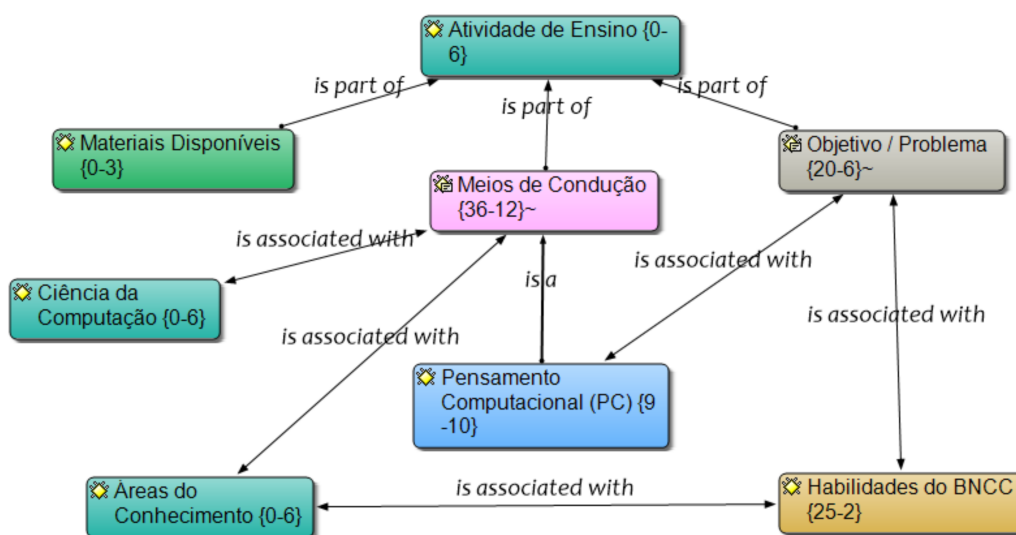 Atividade de Ensino {0-
6}
is part of
is part of
is part of
Materiais Disponíveis
{0-3}
Objetivo / Problema
{20-6}~
Meios de Condução
{36-12}~
is associated with
is associated with
is a
Ciência da
Computação {0-6}
is associated with
is associated with
Pensamento
Computacional (PC) {9
-10}
is associated with
Áreas do
Conhecimento {0-6}
Habilidades do BNCC
{25-2}